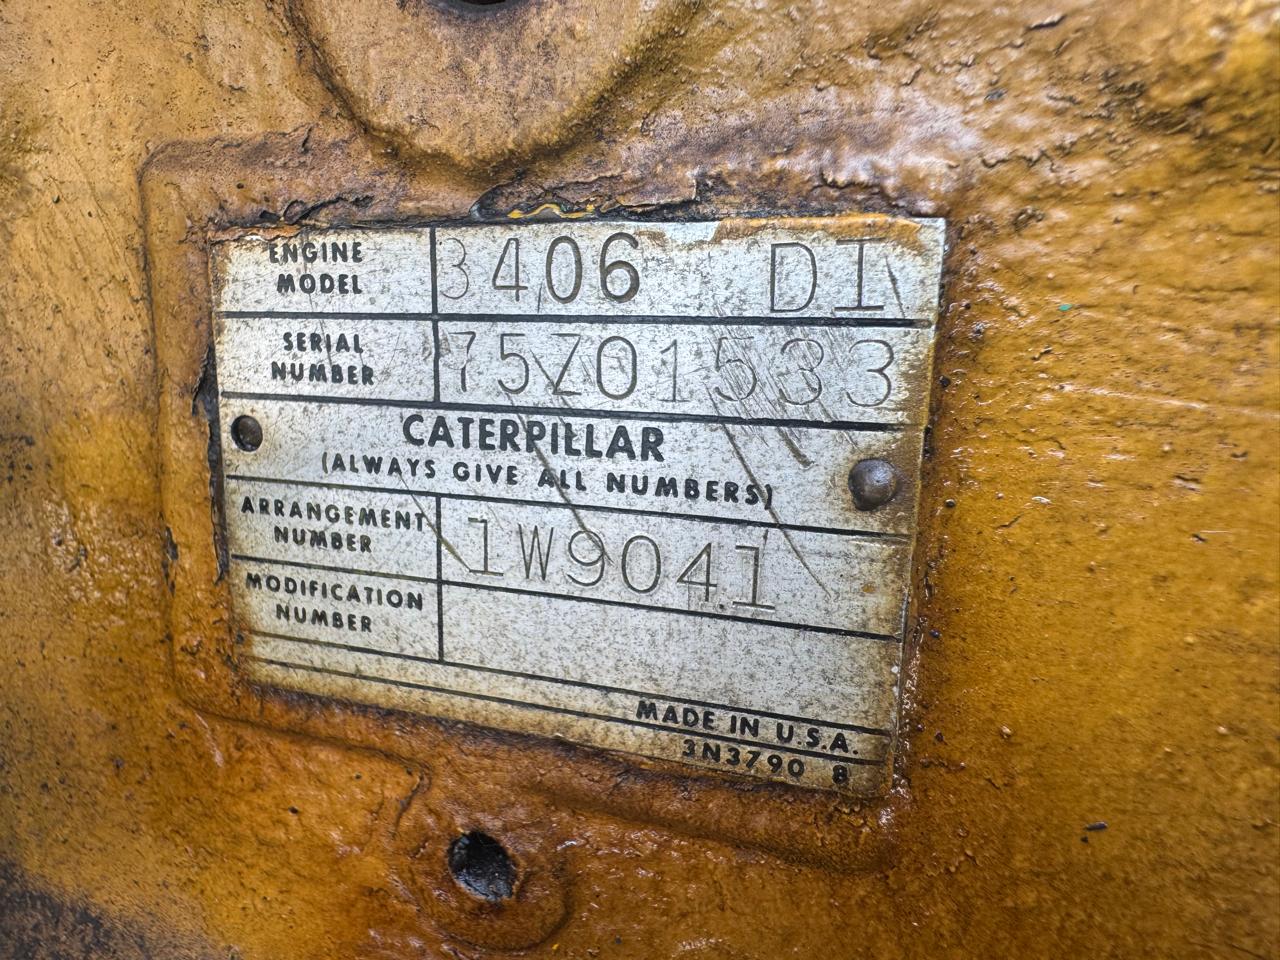 ENGINE MODEL 3406 DI
SERIAL NUMBER 75Z01533
CATERPILLAR
(ALWAYS GIVE ALL NUMBERS)
ARRANGEMENT NUMBER 1W9041
MODIFICATION NUMBER
MADE IN U.S.A.
3N3790 8